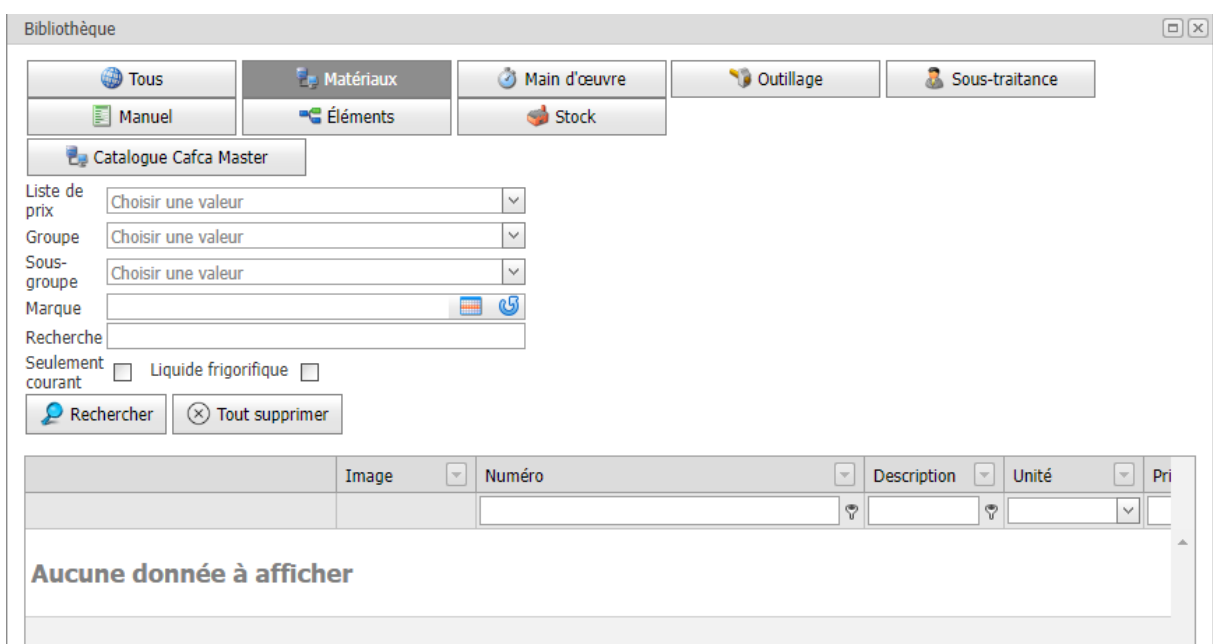 Bibliothèque
Tous Matériaux Main d'œuvre Outillage Sous-traitance
Manuel Éléments Stock
Catalogue Cafca Master
Liste de
prix Choisir une valeur
Groupe Choisir une valeur
Sous-
groupe Choisir une valeur
Marque
Recherche
Seulement
courant Liquide frigorifique
Rechercher Tout supprimer
Image Numéro Description Unité Pri
Aucune donnée à afficher